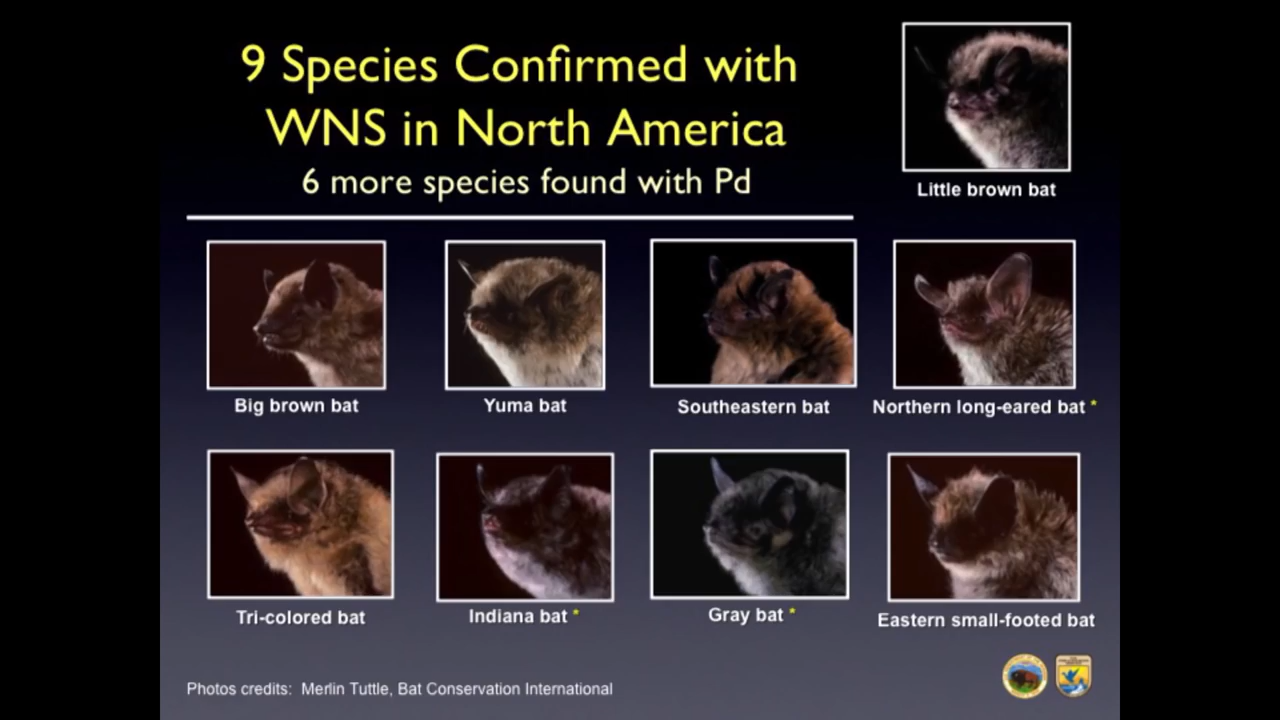 9 Species Confirmed with
WNS in North America
6 more species found with Pd
Little brown bat
Big brown bat
Yuma bat
Southeastern bat
Northern long-eared bat *
Tri-colored bat
Indiana bat *
Gray bat *
Eastern small-footed bat
Photos credits: Merlin Tuttle, Bat Conservation International